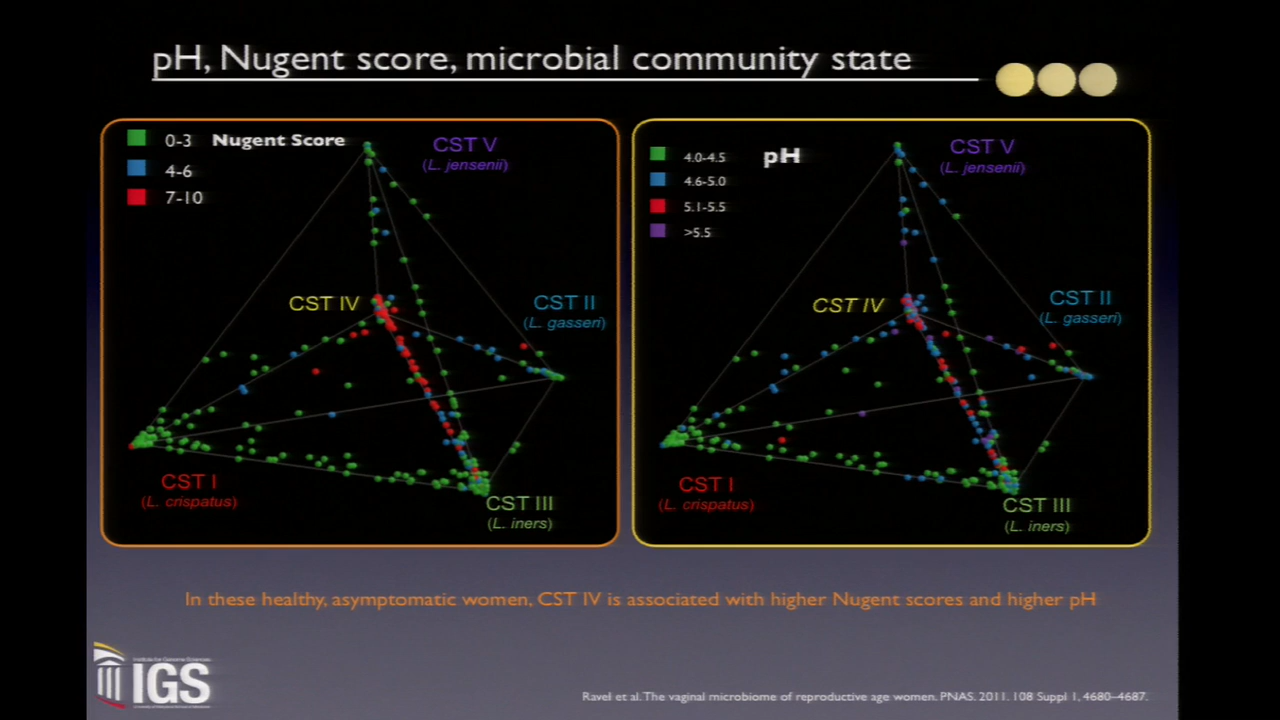 pH, Nugent score, microbial community state
0-3 Nugent Score
4-6
7-10
CST V
(L. jensenii)
CST IV
CST II
(L. gasseri)
CST I
(L. crispatus)
CST III
(L. iners)
4.0-4.5 pH
4.6-5.0
5.1-5.5
>5.5
CST V
(L. jensenii)
CST IV
CST II
(L. gasseri)
CST I
(L. crispatus)
CST III
(L. iners)
In these healthy, asymptomatic women, CST IV is associated with higher Nugent scores and higher pH
Institute for Genome Sciences
IGS
Ravel et al. The vaginal microbiome of reproductive age women. PNAS. 2011. 108 Suppl 1, 4680–4687.